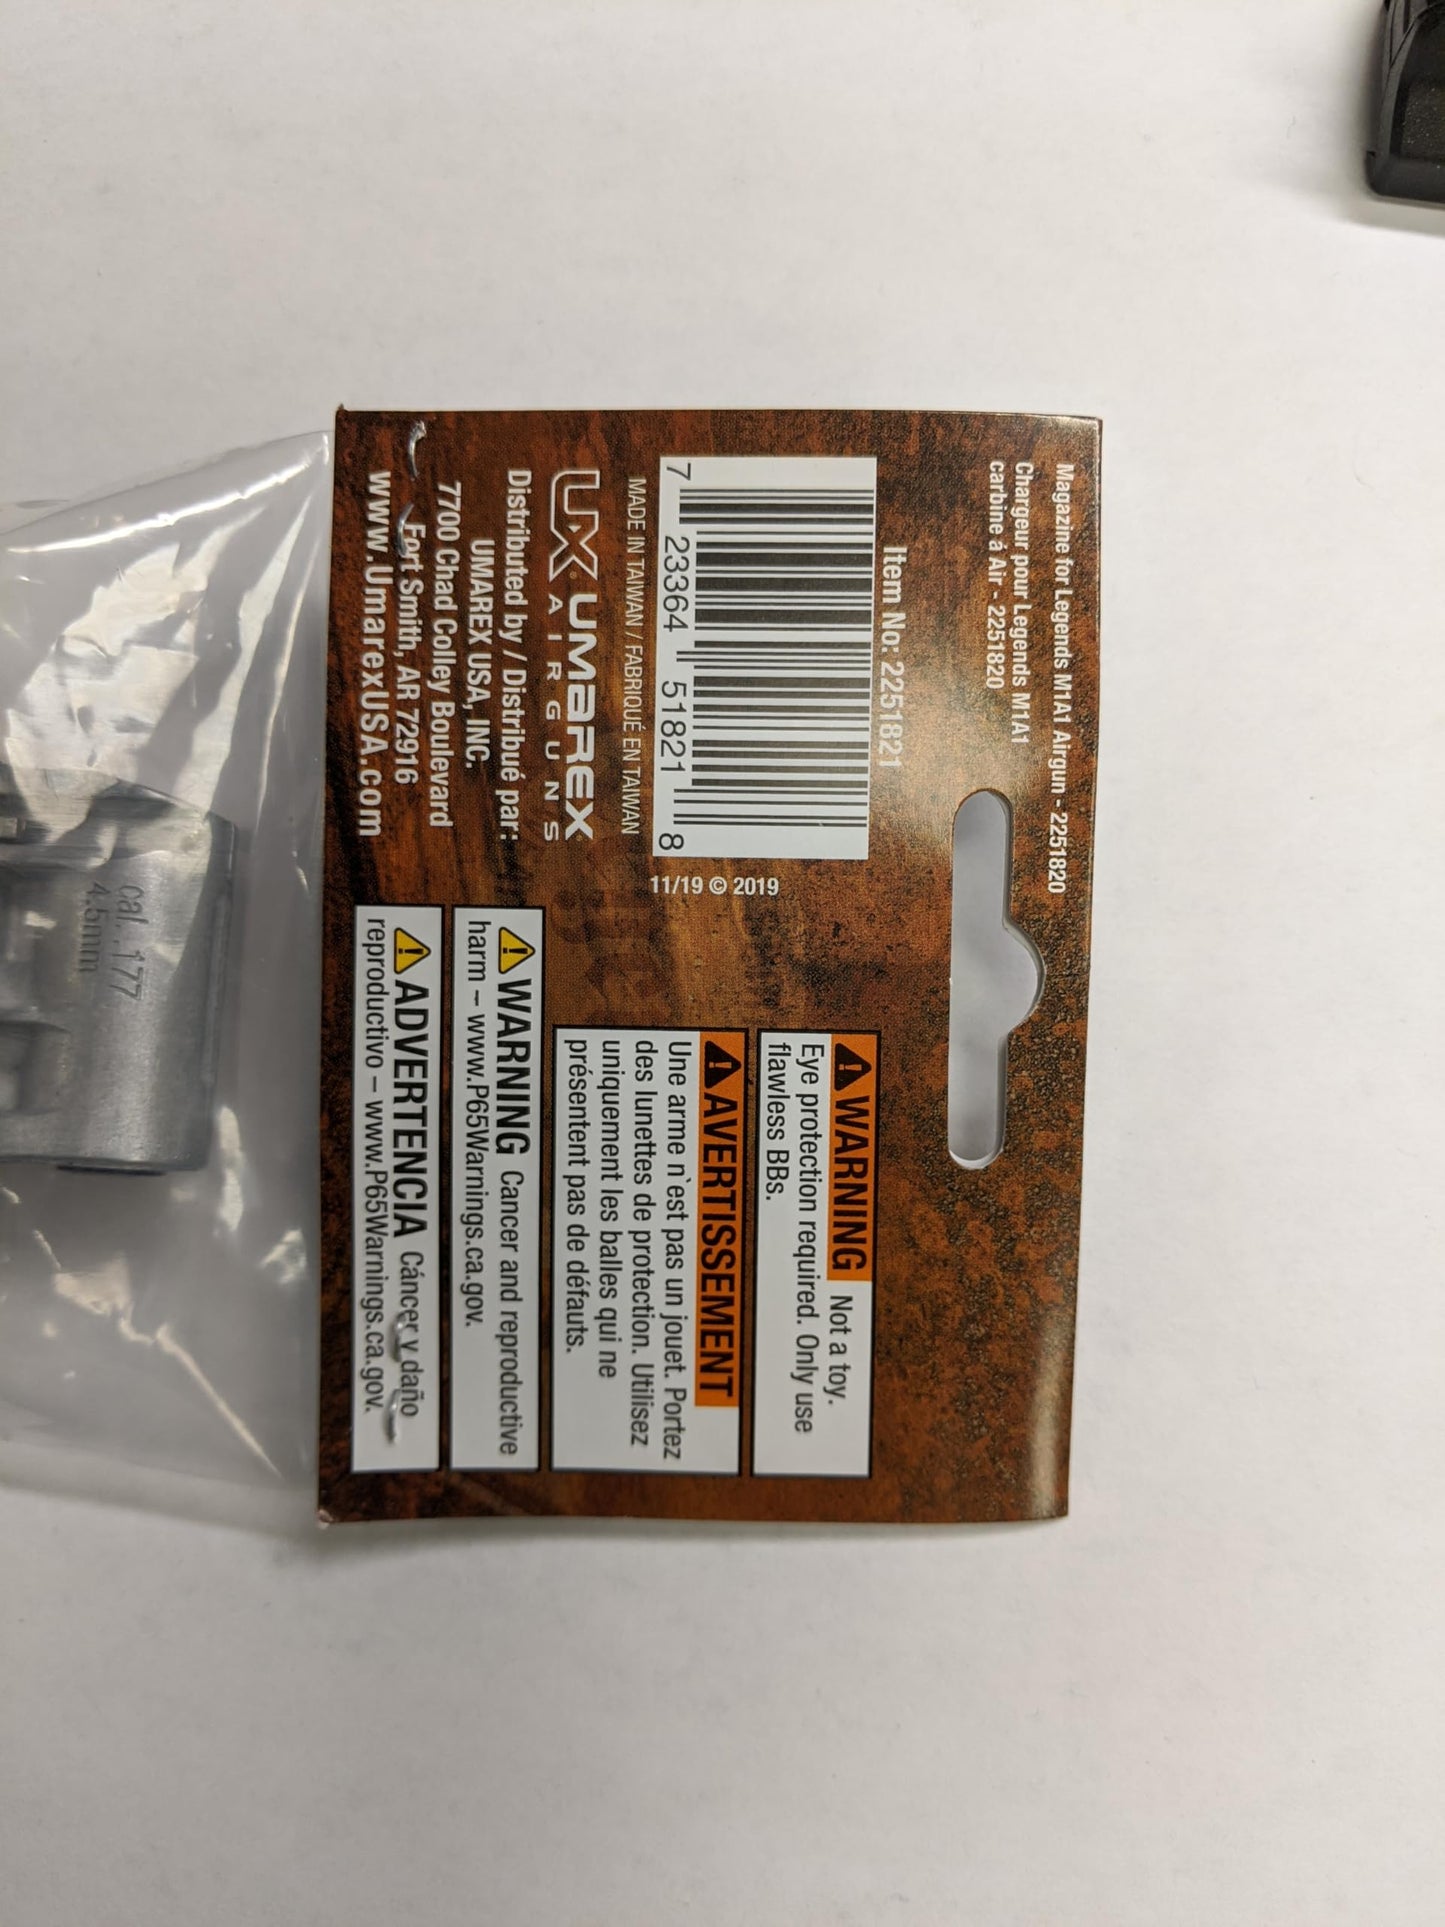 Magazine for Legends M1A1 Airgun - 2251820
Chargeur pour Legends M1A1
carbine á Air - 2251820
Item No: 2251821
7 23364 51821 8
11/19 © 2019
MADE IN TAIWAN / FABRIQUÉ EN TAIWAN
UX UMAREX
AIRGUNS
Distributed by / Distribué par:
UMAREX USA, INC.
7700 Chad Colley Boulevard
Fort Smith, AR 72916
www.UmarexUSA.com
WARNING Not a toy.
Eye protection required. Only use
flawless BBs.
AVERTISSEMENT
Une arme n`est pas un jouet. Portez
des lunettes de protection. Utilisez
uniquement les balles qui ne
présentent pas de défauts.
WARNING Cancer and reproductive
harm – www.P65Warnings.ca.gov.
ADVERTENCIA Cáncer y daño
reproductivo – www.P65Warnings.ca.gov.
cal. .177
4.5mm